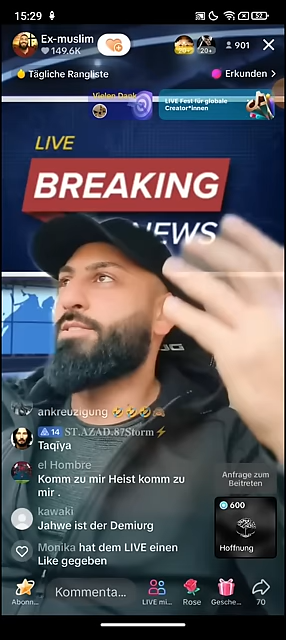 15:29
52
Ex-muslim
149.6K
20+
901
Tägliche Rangliste
Erkunden >
Vielen Dank
LIVE Fest für globale
Creator*innen
LIVE
BREAKING
NEWS
ankreuzigung 🤣🤣🤣🙈
14 ST.AZAD.87Storm⚡
Taqiya
el Hombre
Komm zu mir Heist komm zu
mir .
Anfrage zum
Beitreten
kawaki
Jahwe ist der Demiurg
600
Hoffnung
Monika hat dem LIVE einen
Like gegeben
Kommenta...
Abonn...
LIVE mi...
Rose
Gesche...
70